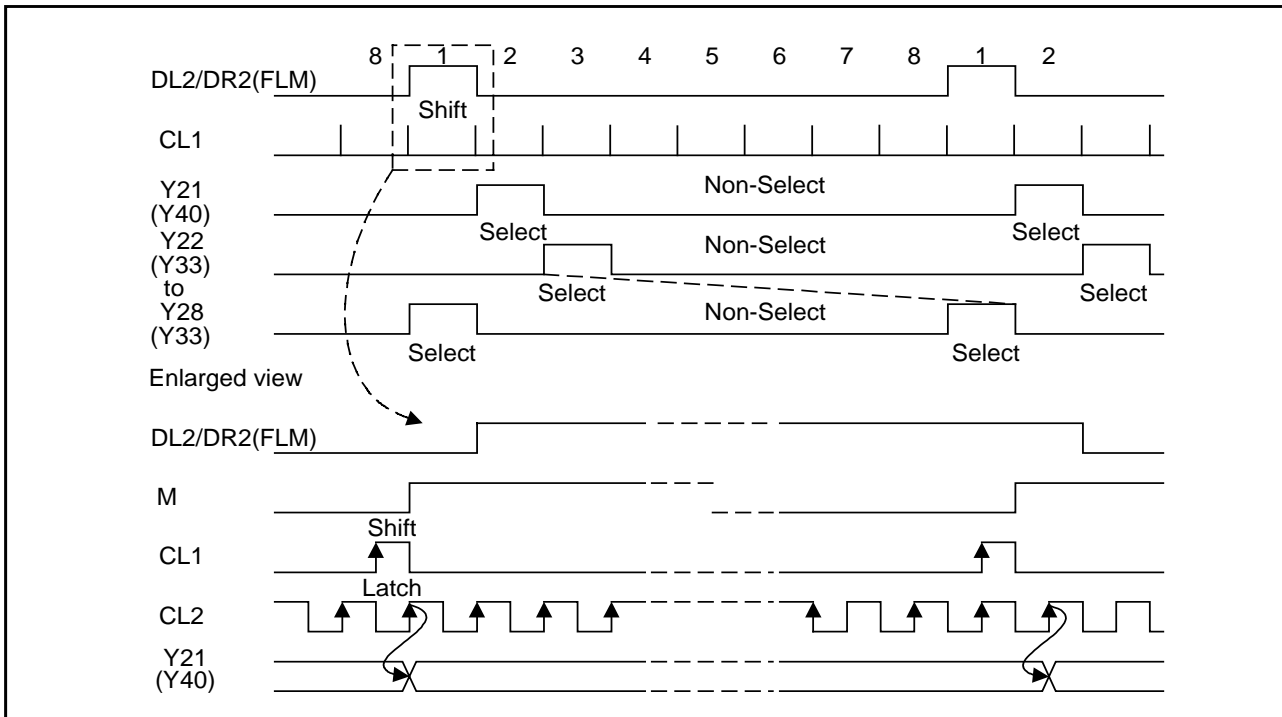 8 1 2 3 4 5 6 7 8 1 2
DL2/DR2(FLM)
Shift
CL1
Y21
(Y40)
Non-Select
Select
Select
Y22
(Y33)
to
Non-Select
Select
Select
Y28
(Y33)
Non-Select
Select
Select
Enlarged view
DL2/DR2(FLM)
M
Shift
CL1
Latch
CL2
Y21
(Y40)